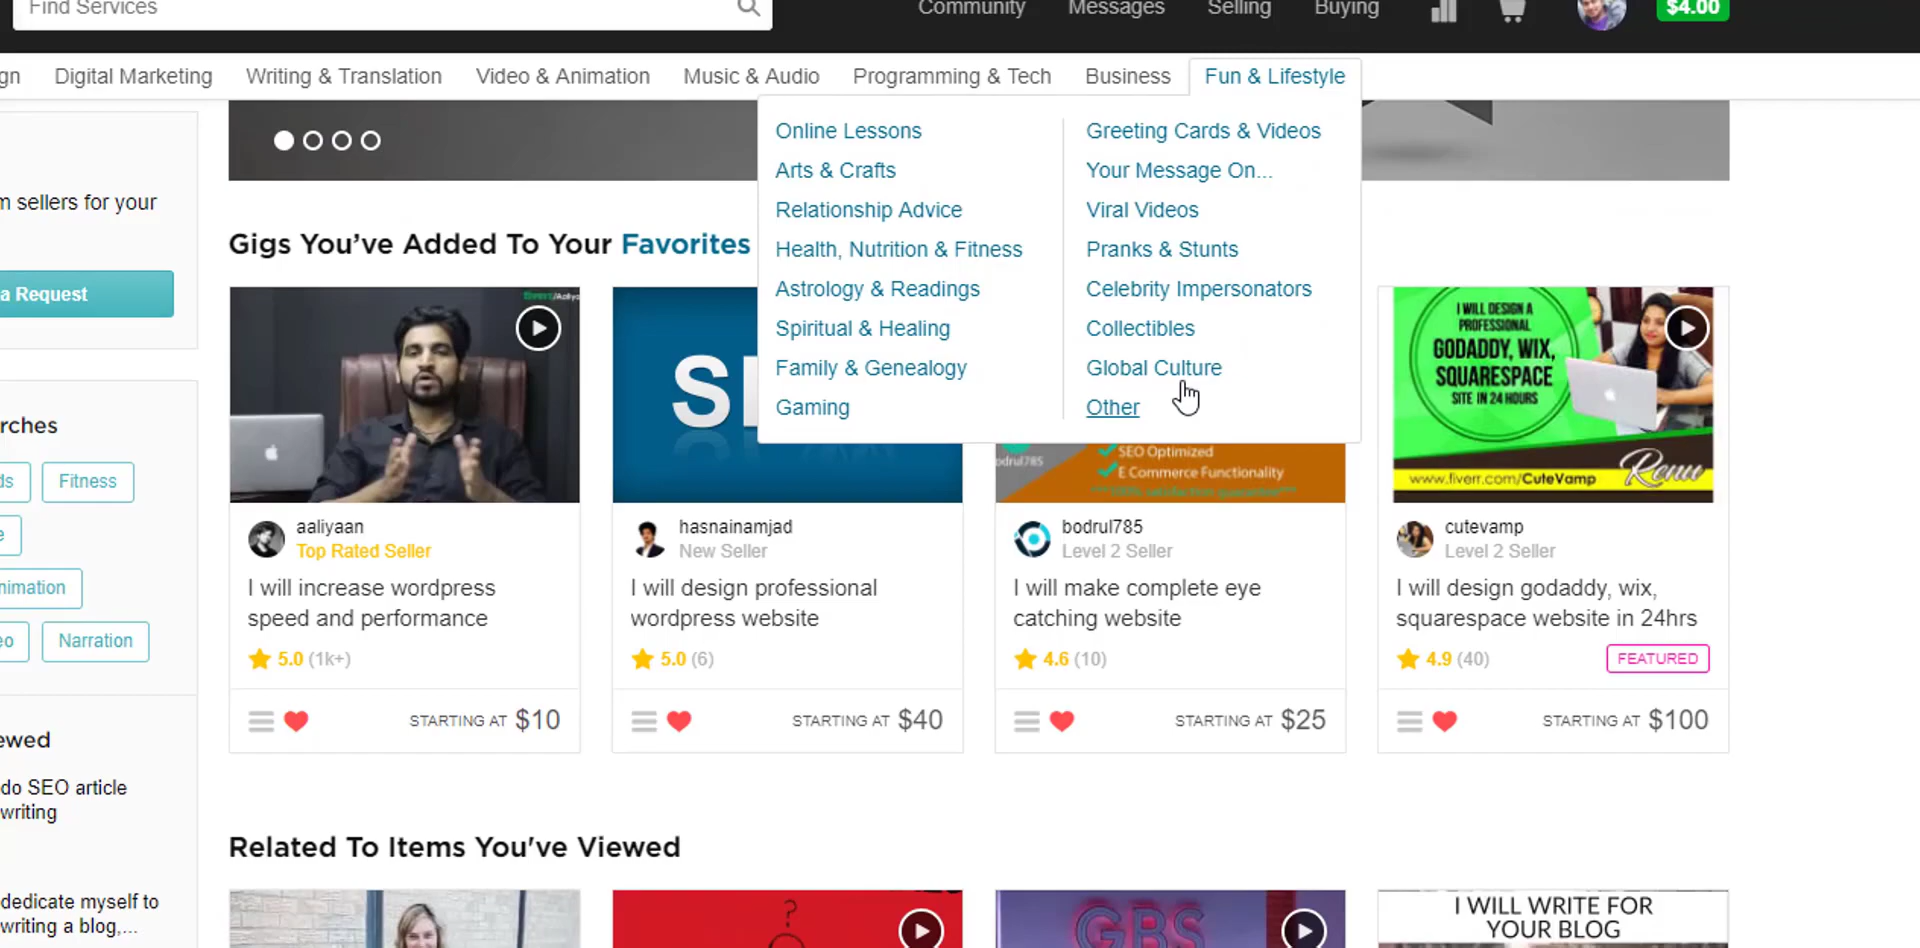 Find Services
Community
Messages
Selling
Buying
$4.00
gn
Digital Marketing
Writing & Translation
Video & Animation
Music & Audio
Programming & Tech
Business
Fun & Lifestyle
Online Lessons
Arts & Crafts
Relationship Advice
Health, Nutrition & Fitness
Astrology & Readings
Spiritual & Healing
Family & Genealogy
Gaming
Greeting Cards & Videos
Your Message On...
Viral Videos
Pranks & Stunts
Celebrity Impersonators
Collectibles
Global Culture
Other
m sellers for your
a Request
rches
ds
Fitness
e
nimation
eo
Narration
ewed
do SEO article
writing
dedicate myself to
writing a blog,...
Gigs You've Added To Your Favorites
aaliyaan
Top Rated Seller
I will increase wordpress
speed and performance
5.0 (1k+)
STARTING AT $10
S
hasnainamjad
New Seller
I will design professional
wordpress website
5.0 (6)
STARTING AT $40
odrul785
SEO Optimized
E Commerce Functionality
bodrul785
Level 2 Seller
I will make complete eye
catching website
4.6 (10)
STARTING AT $25
I WILL DESIGN A
PROFESSIONAL
GODADDY, WIX,
SQUARESPACE
SITE IN 24 HOURS
www.fiverr.com/CuteVamp
Renu
cutevamp
Level 2 Seller
I will design godaddy, wix,
squarespace website in 24hrs
4.9 (40)
FEATURED
STARTING AT $100
Related To Items You've Viewed
?
GBS
I WILL WRITE FOR
YOUR BLOG